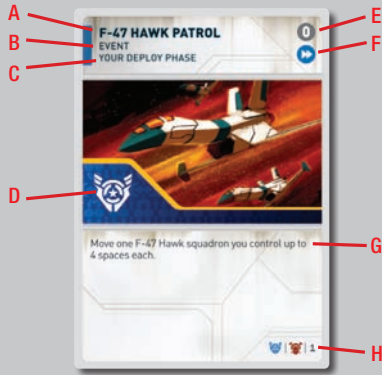 A
F-47 HAWK PATROL
0
E
B
EVENT
F
C
YOUR DEPLOY PHASE
D
Move one F-47 Hawk squadron you control up to
4 spaces each.
G
1
H